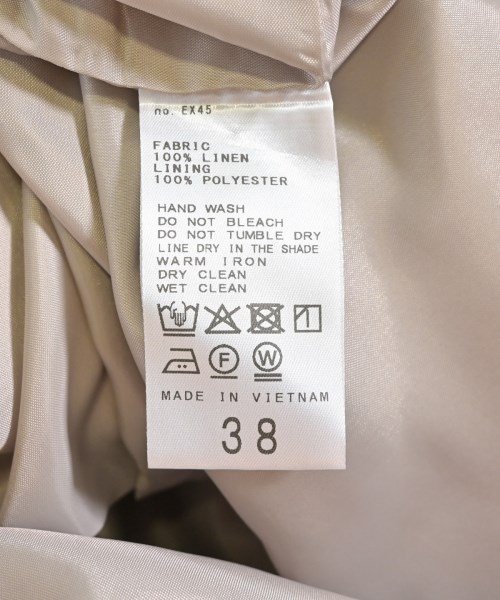 no. EX45
FABRIC
100% LINEN
LINING
100% POLYESTER
HAND WASH
DO NOT BLEACH
DO NOT TUMBLE DRY
LINE DRY IN THE SHADE
WARM IRON
DRY CLEAN
WET CLEAN
F W
MADE IN VIETNAM
38